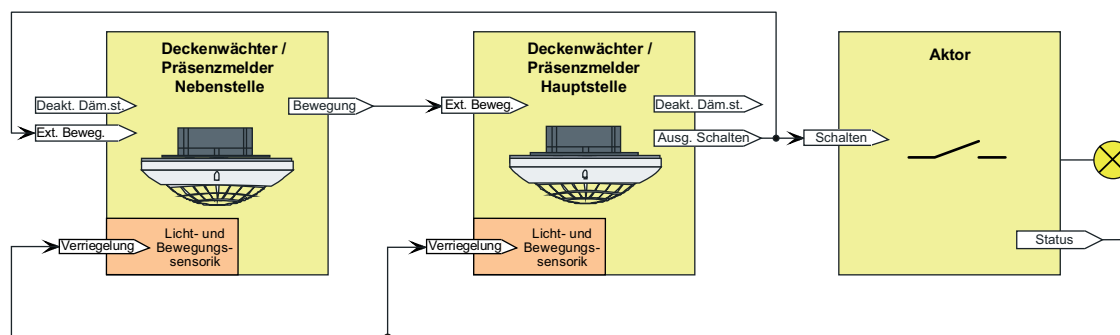 Deckenwächter /
Präsenzmelder
Nebenstelle
Deakt. Däm.st.
Ext. Beweg.
Bewegung
Verriegelung
Licht- und
Bewegungs-
sensorik
Deckenwächter /
Präsenzmelder
Hauptstelle
Ext. Beweg.
Deakt. Däm.st.
Ausg. Schalten
Verriegelung
Licht- und
Bewegungs-
sensorik
Aktor
Schalten
Status